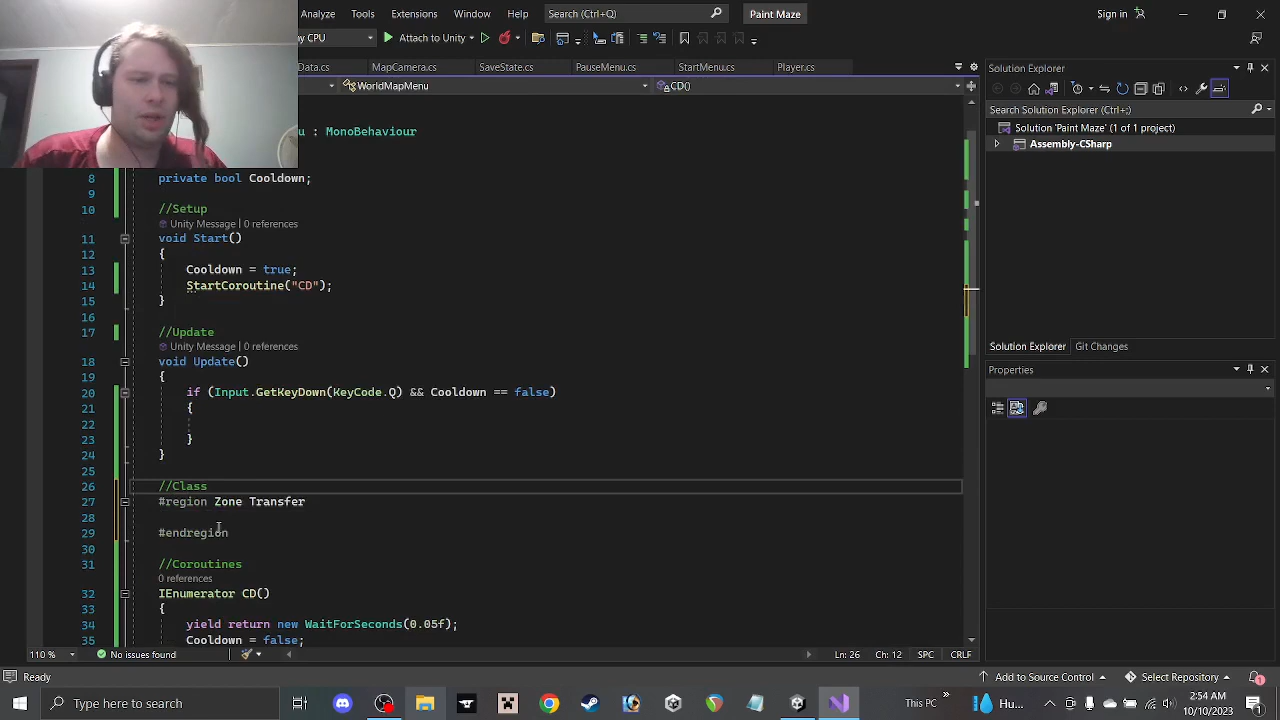 Analysis Tools Extensions Window Help Search (Ctrl+Q) Paint Maze Sign in
CPU Attach to Unity
Data.cs MapCamera.cs SaveState.cs PauseMenu.cs StartMenu.cs Player.cs
WorldMapMenu CD()
u : MonoBehaviour
8 private bool Cooldown;
9
10 //Setup
Unity Message | 0 references
11 void Start()
12 {
13 Cooldown = true;
14 StartCoroutine("CD");
15 }
16
17 //Update
Unity Message | 0 references
18 void Update()
19 {
20 if (Input.GetKeyDown(KeyCode.Q) && Cooldown == false)
21 {
22
23 }
24 }
25
26 //Class
27 #region Zone Transfer
28
29 #endregion
30
31 //Coroutines
0 references
32 IEnumerator CD()
33 {
34 yield return new WaitForSeconds(0.05f);
35 Cooldown = false;
110 % No issues found Ln: 26 Ch: 12 SPC CRLF
Solution Explorer
Search Solution Explorer (Ctrl+;)
Solution 'Paint Maze' (1 of 1 project)
Assembly-CSharp
Solution Explorer Git Changes
Properties
Ready Add to Source Control Select Repository 1
Type here to search This PC » Hu... 2:54 AM
10/10/2023